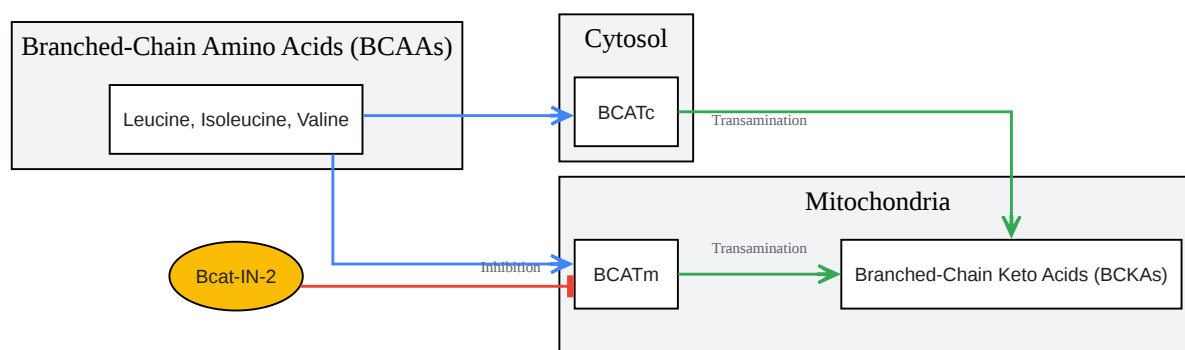 Branched-Chain Amino Acids (BCAAs)
Leucine, Isoleucine, Valine
Cytosol
BCATc
Transamination
Mitochondria
Bcat-IN-2
Inhibition
BCATm
Transamination
Branched-Chain Keto Acids (BCKAs)